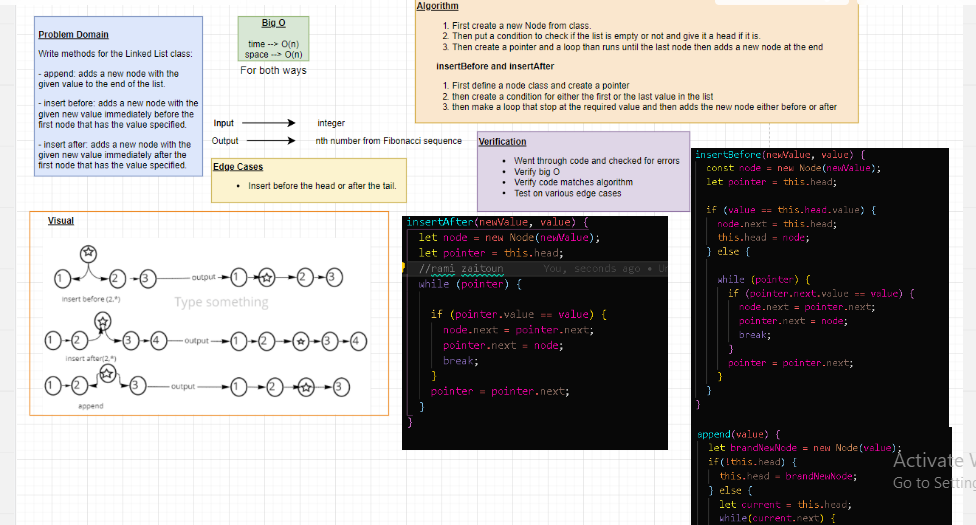 Problem Domain
Write methods for the Linked List class:
- append: adds a new node with the
given value to the end of the list.
- insert before: adds a new node with the
given new value immediately before the
first node that has the value specified.
- insert after: adds a new node with the
given new value immediately after the
first node that has the value specified.
Big O
time --> O(n)
space --> O(n)
For both ways
Algorithm
1. First create a new Node from class.
2. Then put a condition to check if the list is empty or not and give it a head if it is.
3. Then create a pointer and a loop than runs until the last node then adds a new node at the end
insertBefore and insertAfter
1. First define a node class and create a pointer
2. then create a condition for either the first or the last value in the list
3. then make a loop that stop at the required value and then adds the new node either before or after
Input integer
Output nth number from Fibonacci sequence
Edge Cases
• Insert before the head or after the tail.
Verification
• Went through code and checked for errors
• Verify big O
• Verify code matches algorithm
• Test on various edge cases
Visual
1 2 3 output 1 2 3
insert before (2,*)
Type something
1 2 3 4 output 1 2 3 4
insert after(2,*)
1 2 3 output 1 2 3
append
insertAfter(newValue, value) {
let node = new Node(newValue);
let pointer = this.head;
//rami zaitoun You, seconds ago • Un
while (pointer) {
if (pointer.value == value) {
node.next = pointer.next;
pointer.next = node;
break;
}
pointer = pointer.next;
}
}
insertBefore(newValue, value) {
const node = new Node(newValue);
let pointer = this.head;
if (value == this.head.value) {
node.next = this.head;
this.head = node;
} else {
while (pointer) {
if (pointer.next.value == value) {
node.next = pointer.next;
pointer.next = node;
break;
}
pointer = pointer.next;
}
}
}
append(value) {
let brandNewNode = new Node(value);
if(!this.head) {
this.head = brandNewNode;
} else {
let current = this.head;
while(current.next) {
Activate
Go to Setting